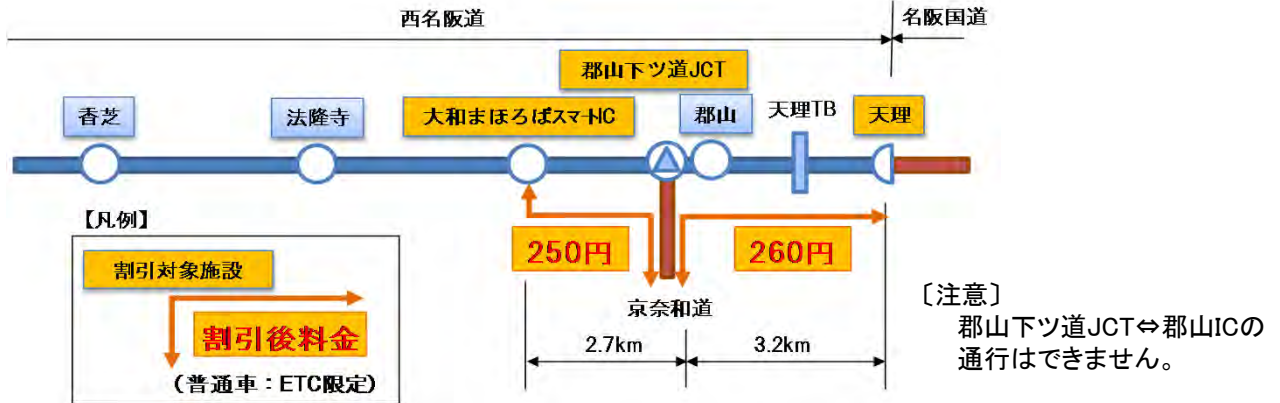 西名阪道
名阪国道
郡山下ツ道JCT
香芝
法隆寺
大和まほろばスマートIC
郡山
天理TB
天理
【凡例】
割引対象施設
割引後料金
(普通車：ETC限定)
250円
260円
京奈和道
2.7km
3.2km
〔注意〕
郡山下ツ道JCT⇔郡山ICの
通行はできません。